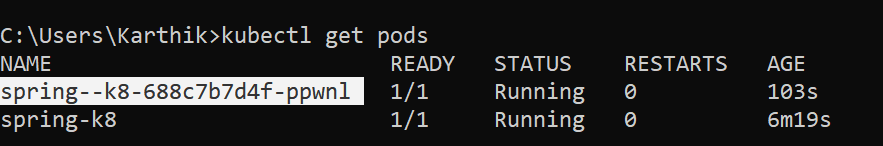 C:\Users\Karthik>kubectl get pods
NAME READY STATUS RESTARTS AGE
spring--k8-688c7b7d4f-ppwnl 1/1 Running 0 103s
spring-k8 1/1 Running 0 6m19s